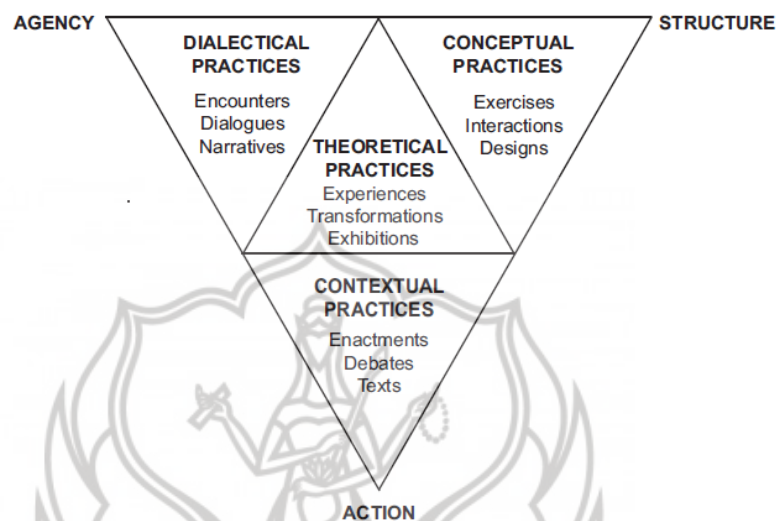 AGENCY
STRUCTURE
DIALECTICAL
PRACTICES
Encounters
Dialogues
Narratives
CONCEPTUAL
PRACTICES
Exercises
Interactions
Designs
THEORETICAL
PRACTICES
Experiences
Transformations
Exhibitions
CONTEXTUAL
PRACTICES
Enactments
Debates
Texts
ACTION